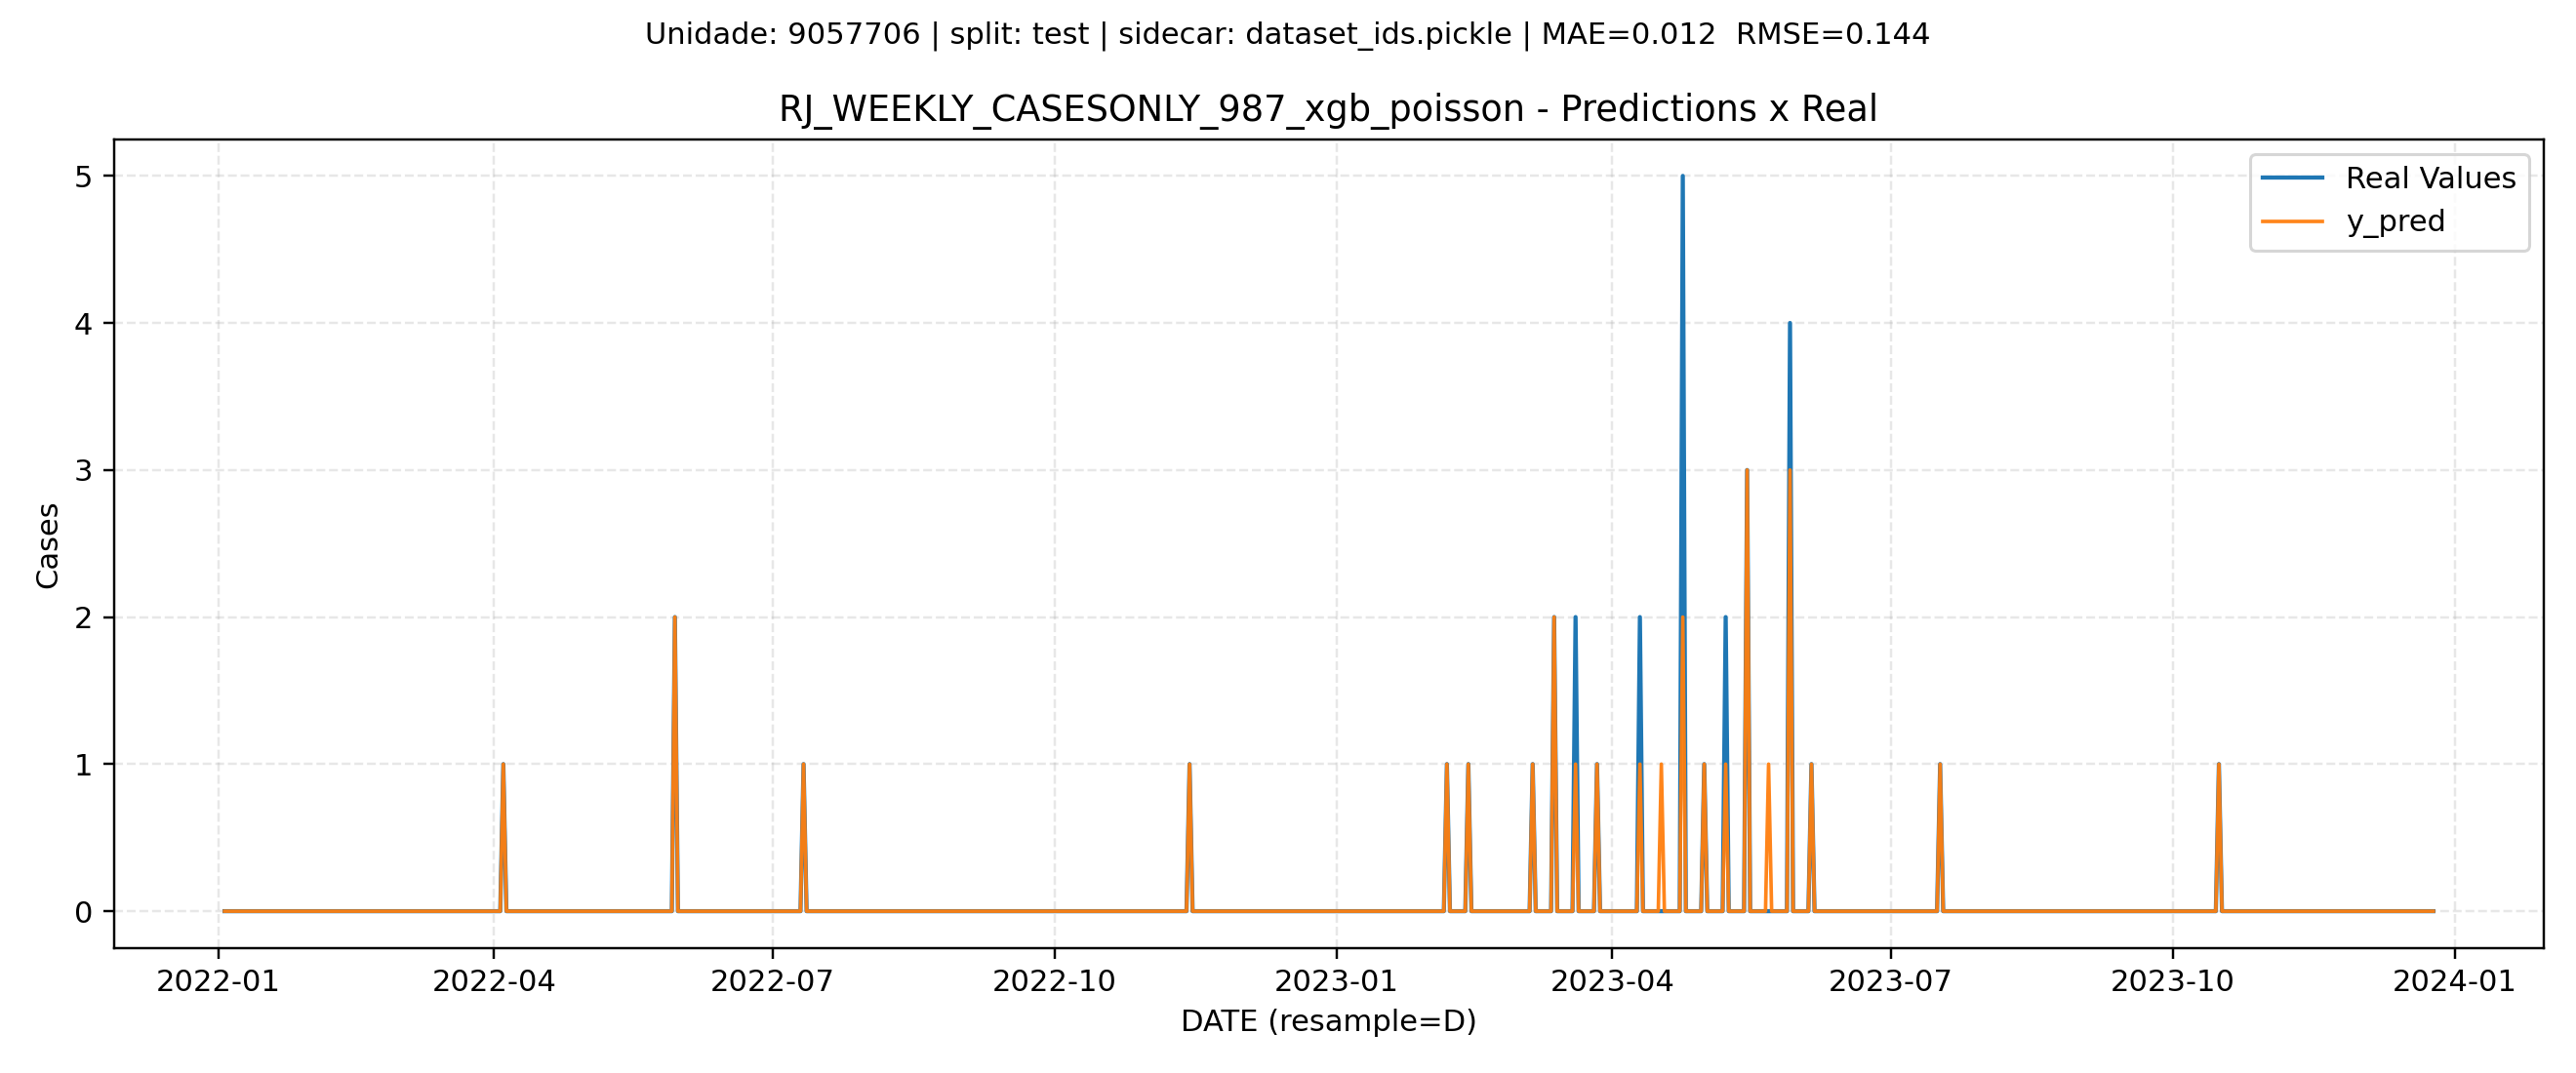 Unidade: 9057706 | split: test | sidecar: dataset_ids.pickle | MAE=0.012  RMSE=0.144
RJ_WEEKLY_CASESONLY_987_xgb_poisson - Predictions x Real
Real Values
y_pred
5
4
3
2
1
0
Cases
2022-01
2022-04
2022-07
2022-10
2023-01
2023-04
2023-07
2023-10
2024-01
DATE (resample=D)